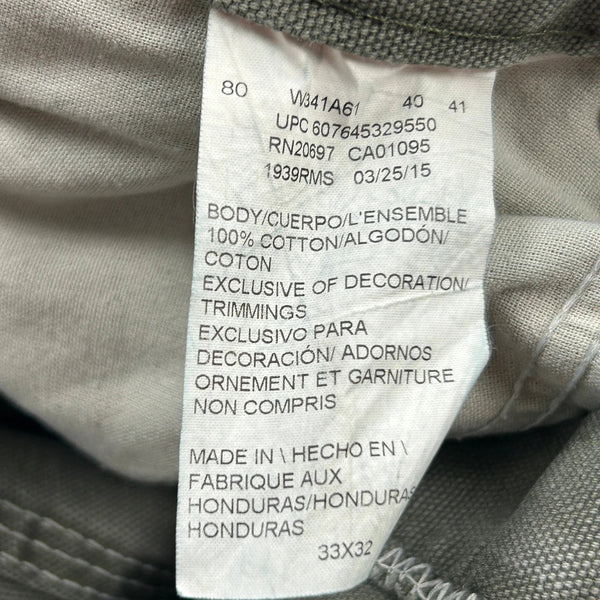 80 W341A61 40 41
UPC 607645329550
RN20697 CA01095
1939RMS 03/25/15
BODY/CUERPO/L'ENSEMBLE
100% COTTON/ALGODÓN/
COTON
EXCLUSIVE OF DECORATION/
TRIMMINGS
EXCLUSIVO PARA
DECORACIÓN/ ADORNOS
ORNEMENT ET GARNITURE
NON COMPRIS
MADE IN \ HECHO EN \
FABRIQUE AUX
HONDURAS/HONDURAS
HONDURAS
33X32